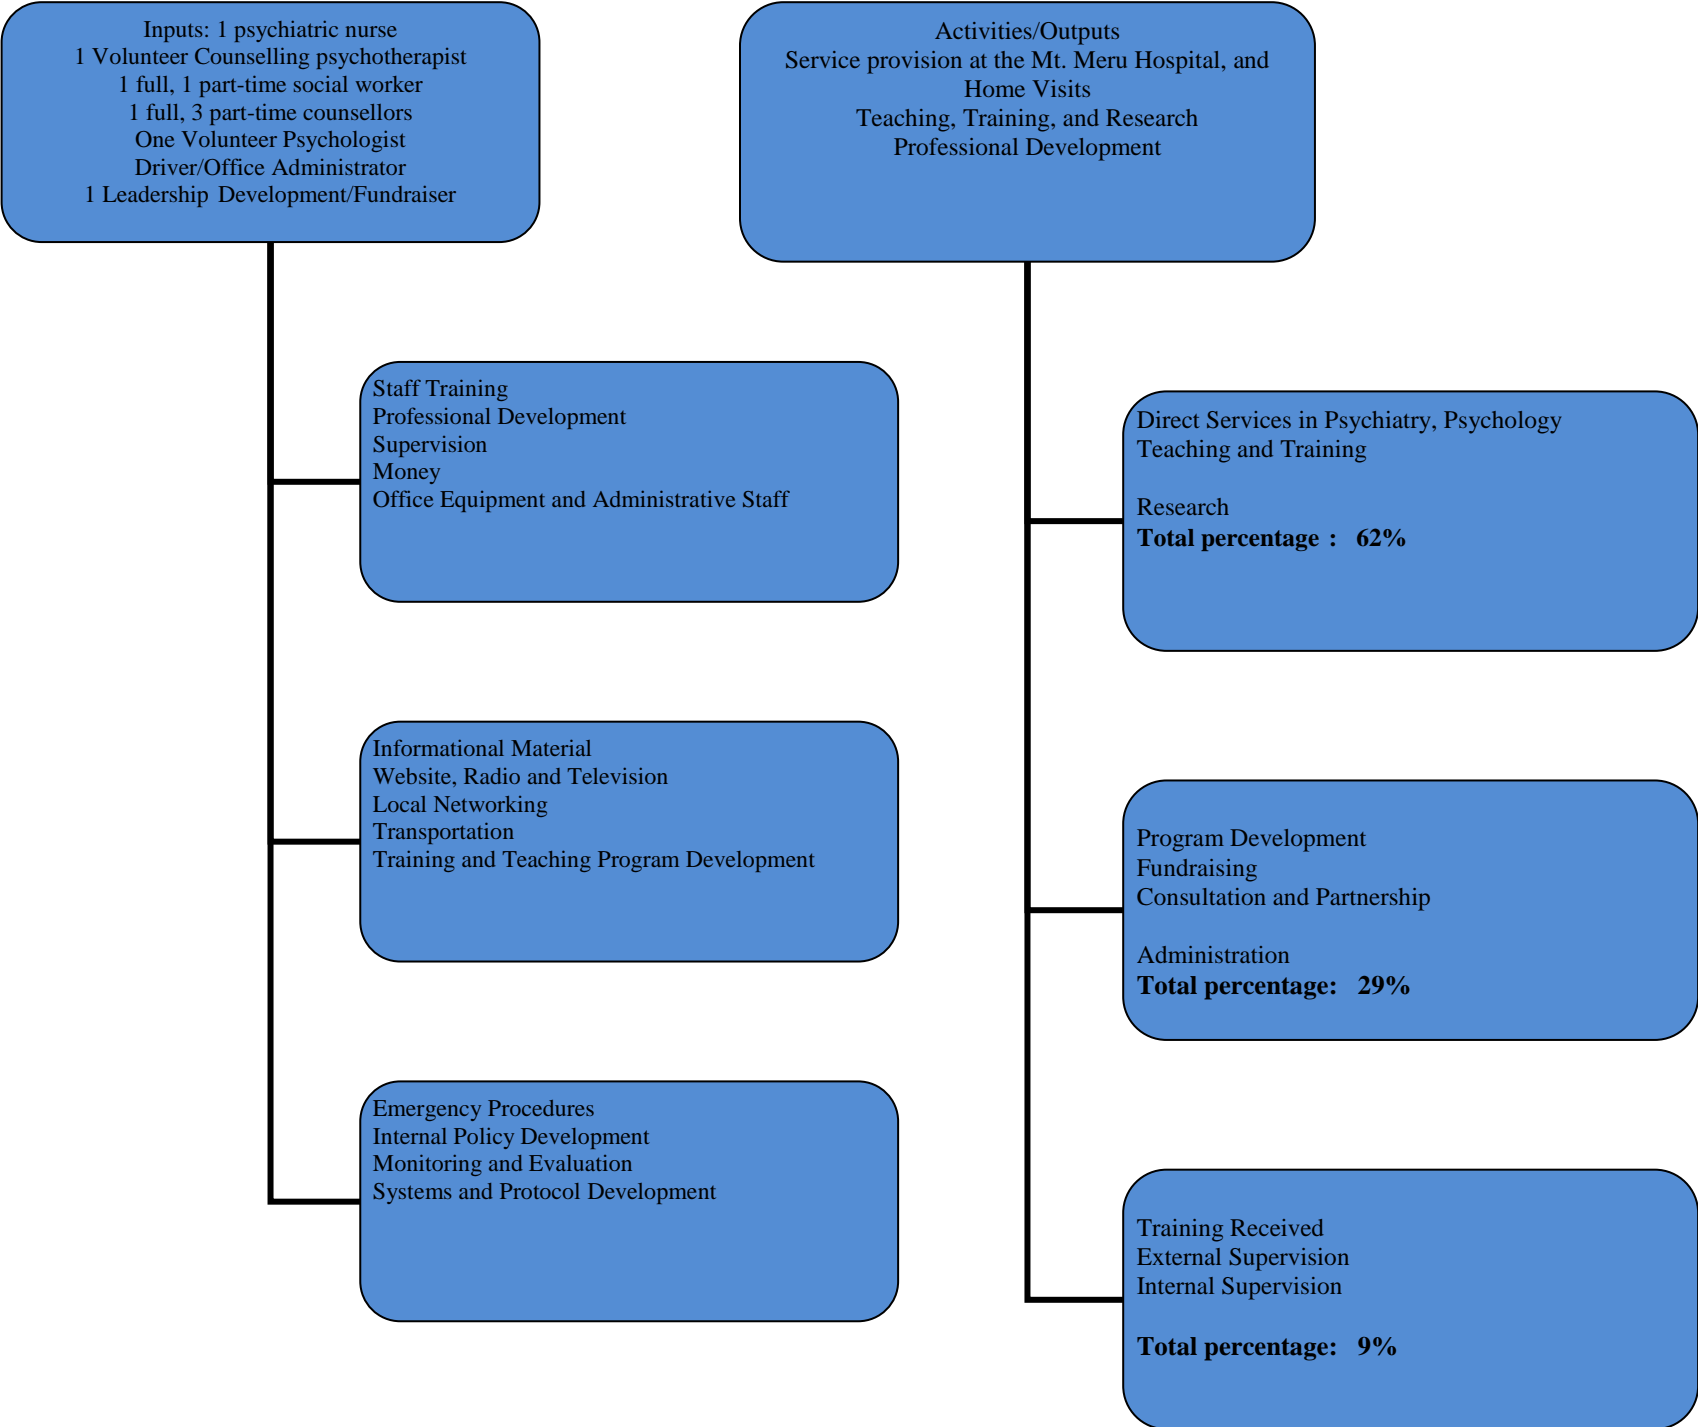 Inputs: 1 psychiatric nurse
1 Volunteer Counselling psychotherapist
1 full, 1 part-time social worker
1 full, 3 part-time counsellors
One Volunteer Psychologist
Driver/Office Administrator
1 Leadership Development/Fundraiser
Staff Training
Professional Development
Supervision
Money
Office Equipment and Administrative Staff
Informational Material
Website, Radio and Television
Local Networking
Transportation
Training and Teaching Program Development
Emergency Procedures
Internal Policy Development
Monitoring and Evaluation
Systems and Protocol Development
Activities/Outputs
Service provision at the Mt. Meru Hospital, and
Home Visits
Teaching, Training, and Research
Professional Development
Direct Services in Psychiatry, Psychology
Teaching and Training
Research
Total percentage : 62%
Program Development
Fundraising
Consultation and Partnership
Administration
Total percentage: 29%
Training Received
External Supervision
Internal Supervision
Total percentage: 9%